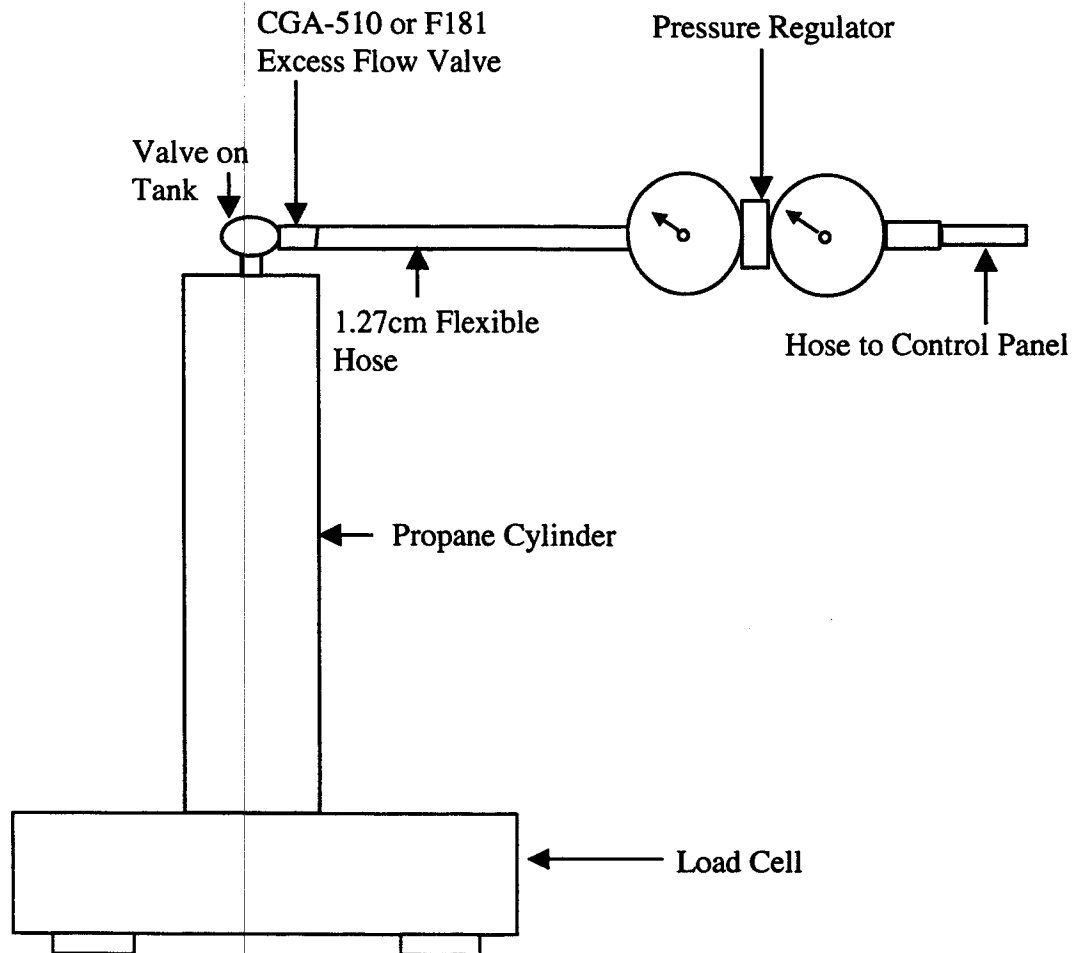 CGA-510 or F181
Excess Flow Valve
Pressure Regulator
Valve on
Tank
1.27cm Flexible
Hose
Hose to Control Panel
Propane Cylinder
Load Cell